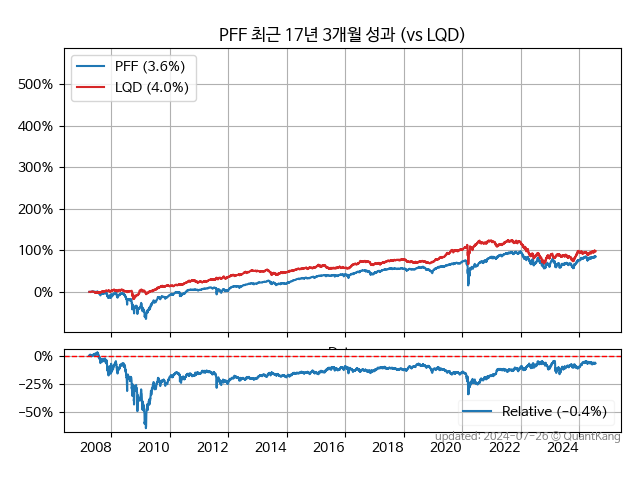 PFF 최근 17년 3개월 성과 (vs LQD)
PFF (3.6%)
LQD (4.0%)
500%
400%
300%
200%
100%
0%
0%
−25%
−50%
Relative (−0.4%)
updated: 2024-07-26 © QuantKang
2008 2010 2012 2014 2016 2018 2020 2022 2024